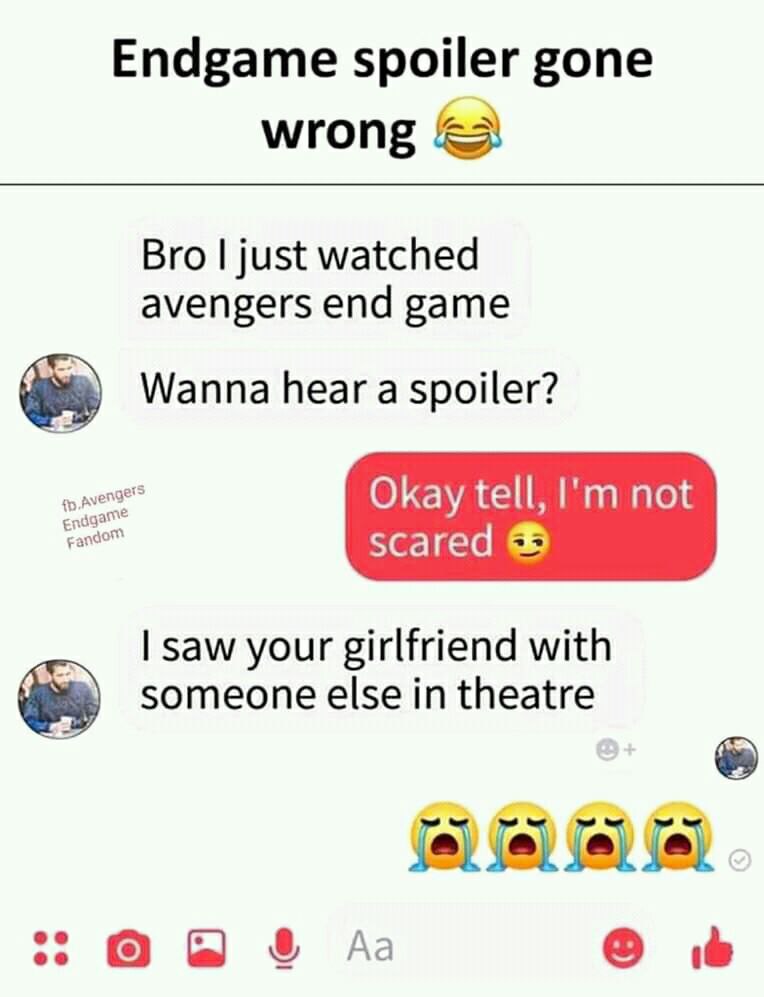 Endgame spoiler gone
wrong 😂
Bro I just watched
avengers end game
Wanna hear a spoiler?
fb.Avengers
Endgame
Fandom
Okay tell, I'm not
scared 😏
I saw your girlfriend with
someone else in theatre
😭😭😭😭
Aa